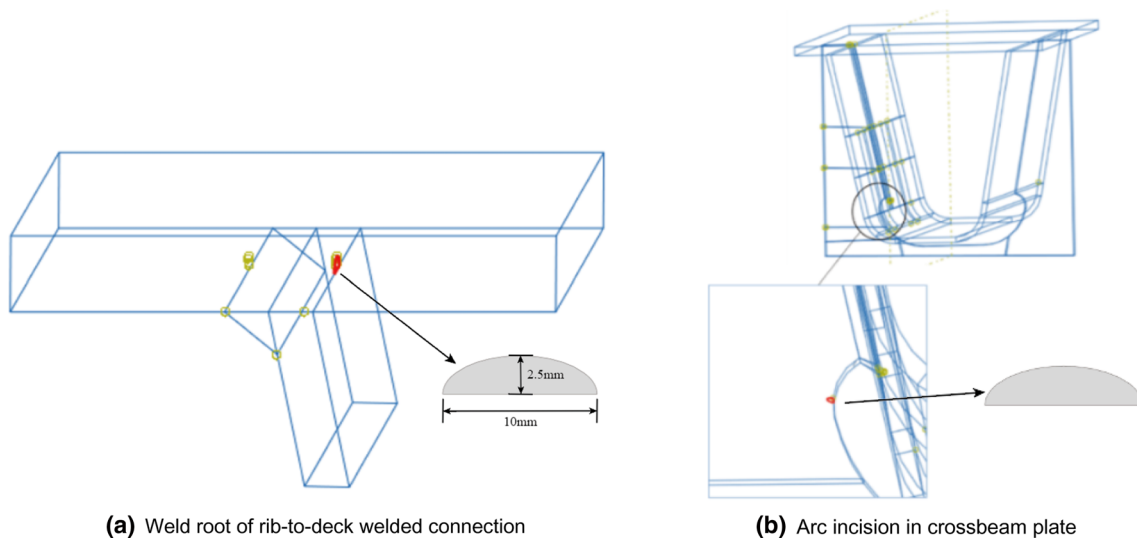 2.5mm
10mm
(a) Weld root of rib-to-deck welded connection
(b) Arc incision in crossbeam plate